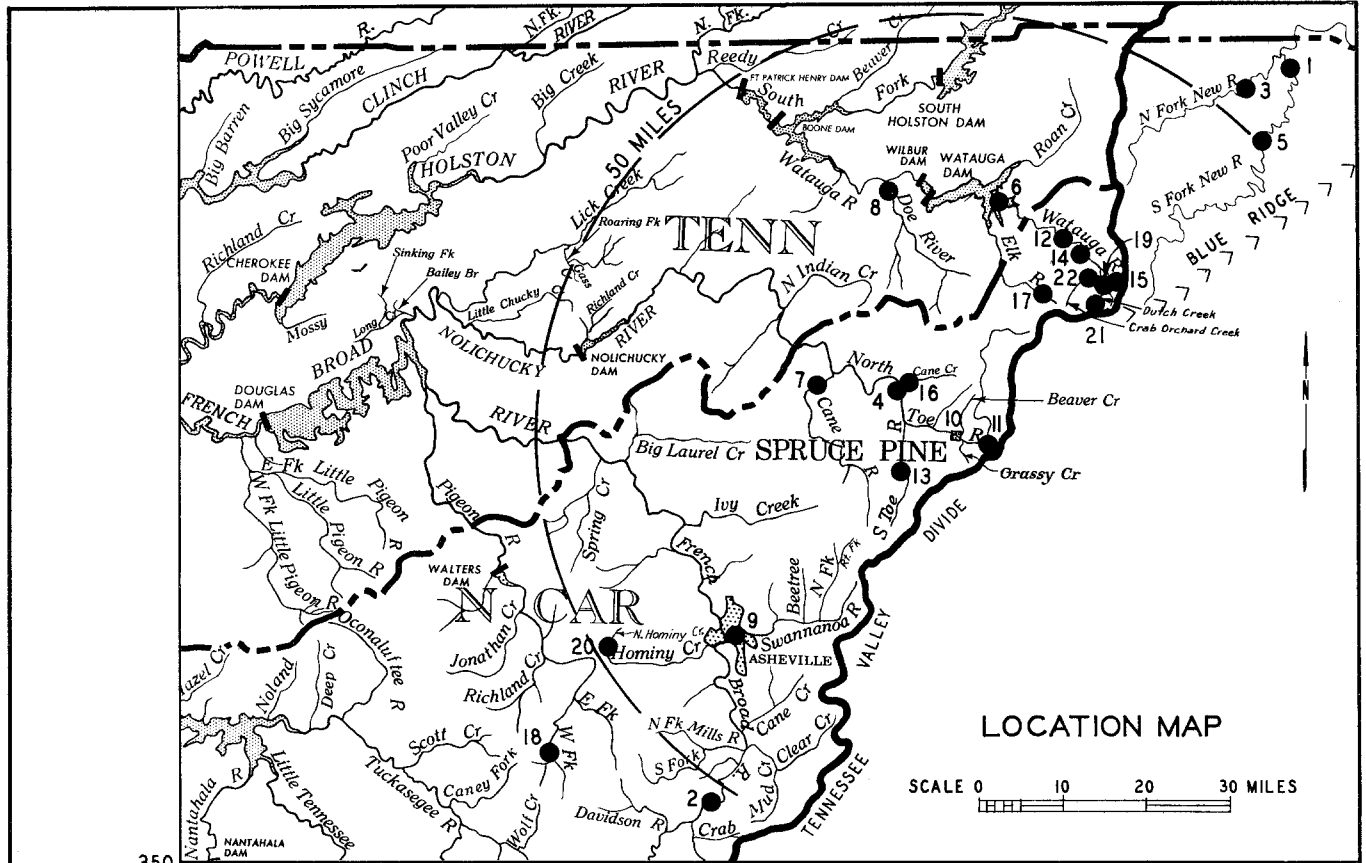 POWELL
R.
N. Fk.
RIVER
N. Fk.
Reedy
Cr
Beaver Cr
Big Barren
Big Sycamore
CLINCH
Big Creek
RIVER
FT PATRICK HENRY DAM
South
Fork
BOONE DAM
SOUTH
HOLSTON DAM
Poor Valley Cr
HOLSTON
50 MILES
Lick Creek
Watauga R
WILBUR
DAM
WATAUGA
DAM
Roan Cr
N Fork New R
3
1
5
S Fork New R
BLUE RIDGE
Richland Cr
CHEROKEE
DAM
Sinking Fk
Bailey Br
Roaring Fk
TENN
8
Doe
River
6
Watauga
R
12
14
22
19
15
Elk
R
17
21
Dutch Creek
Crab Orchard Creek
Mossy
Long
Little Chucky
Gass
Richland Cr
N Indian Cr
BROAD
NOLICHUCKY
RIVER
NOLICHUCKY
DAM
DOUGLAS
DAM
FRENCH
RIVER
7
North
Cane Cr
4
16
Toe
R
10
11
Beaver Cr
Cane
R
R
SPRUCE PINE
Grassy Cr
13
S Toe
N
Big Laurel Cr
E Fk Little
Pigeon
R
W Fk Little
Pigeon R
Little
Pigeon R
Pigeon
R
Spring Cr
Ivy Creek
French
DIVIDE
WALTERS
DAM
N CAR
Beetree
N Fk
Rt. Fk
9
Swannanoa R
ASHEVILLE
VALLEY
20
N. Hominy Cr.
Hominy Cr
Jonathan Cr
Richland Cr
Oconaluftee
R
Hazel Cr
Noland
Deep Cr
Broad
R
Cane Cr
Clear Cr
N Fk Mills R
S Fork
Mud Cr
E Fk
W Fk
18
Scott Cr
Caney Fork
Tuckasegee R
Wolf Cr
Davidson R
2
Crab
TENNESSEE
Little Tennessee
Nantahala
R
NANTAHALA
DAM
LOCATION MAP
SCALE 0 10 20 30 MILES
350